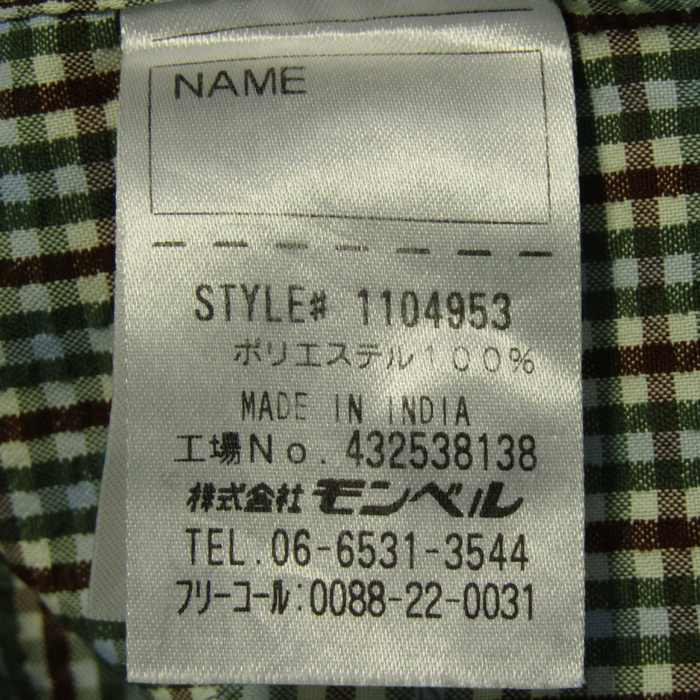 NAME
STYLE# 1104953
ポリエステル100%
MADE IN INDIA
工場No. 432538138
株式会社 モンベル
TEL.06-6531-3544
フリーコール:0088-22-0031